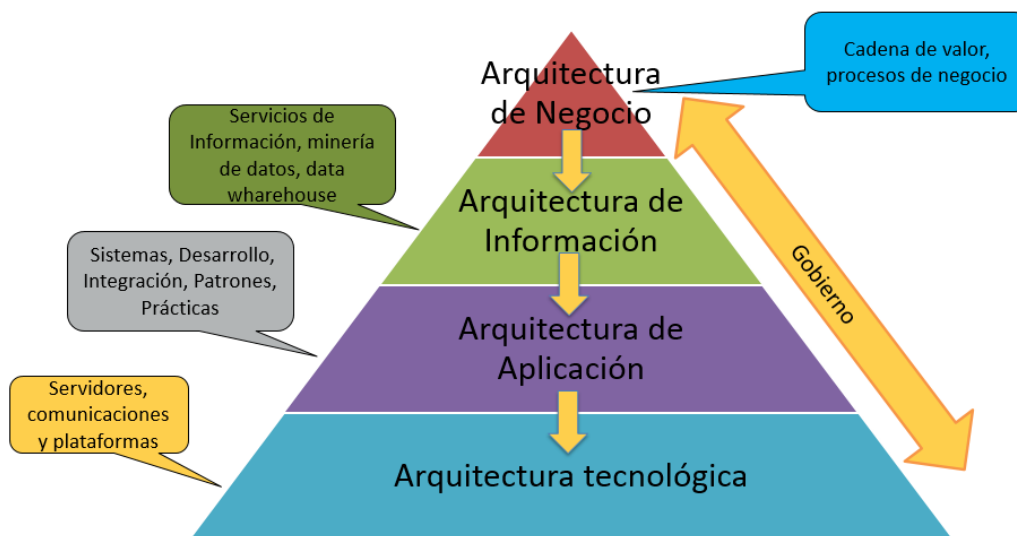 Arquitectura
de Negocio
Cadena de valor,
procesos de negocio
Servicios de
Información, minería
de datos, data
wharehouse
Arquitectura de
Información
Sistemas, Desarrollo,
Integración, Patrones,
Prácticas
Gobierno
Arquitectura de
Aplicación
Servidores,
comunicaciones
y plataformas
Arquitectura tecnológica